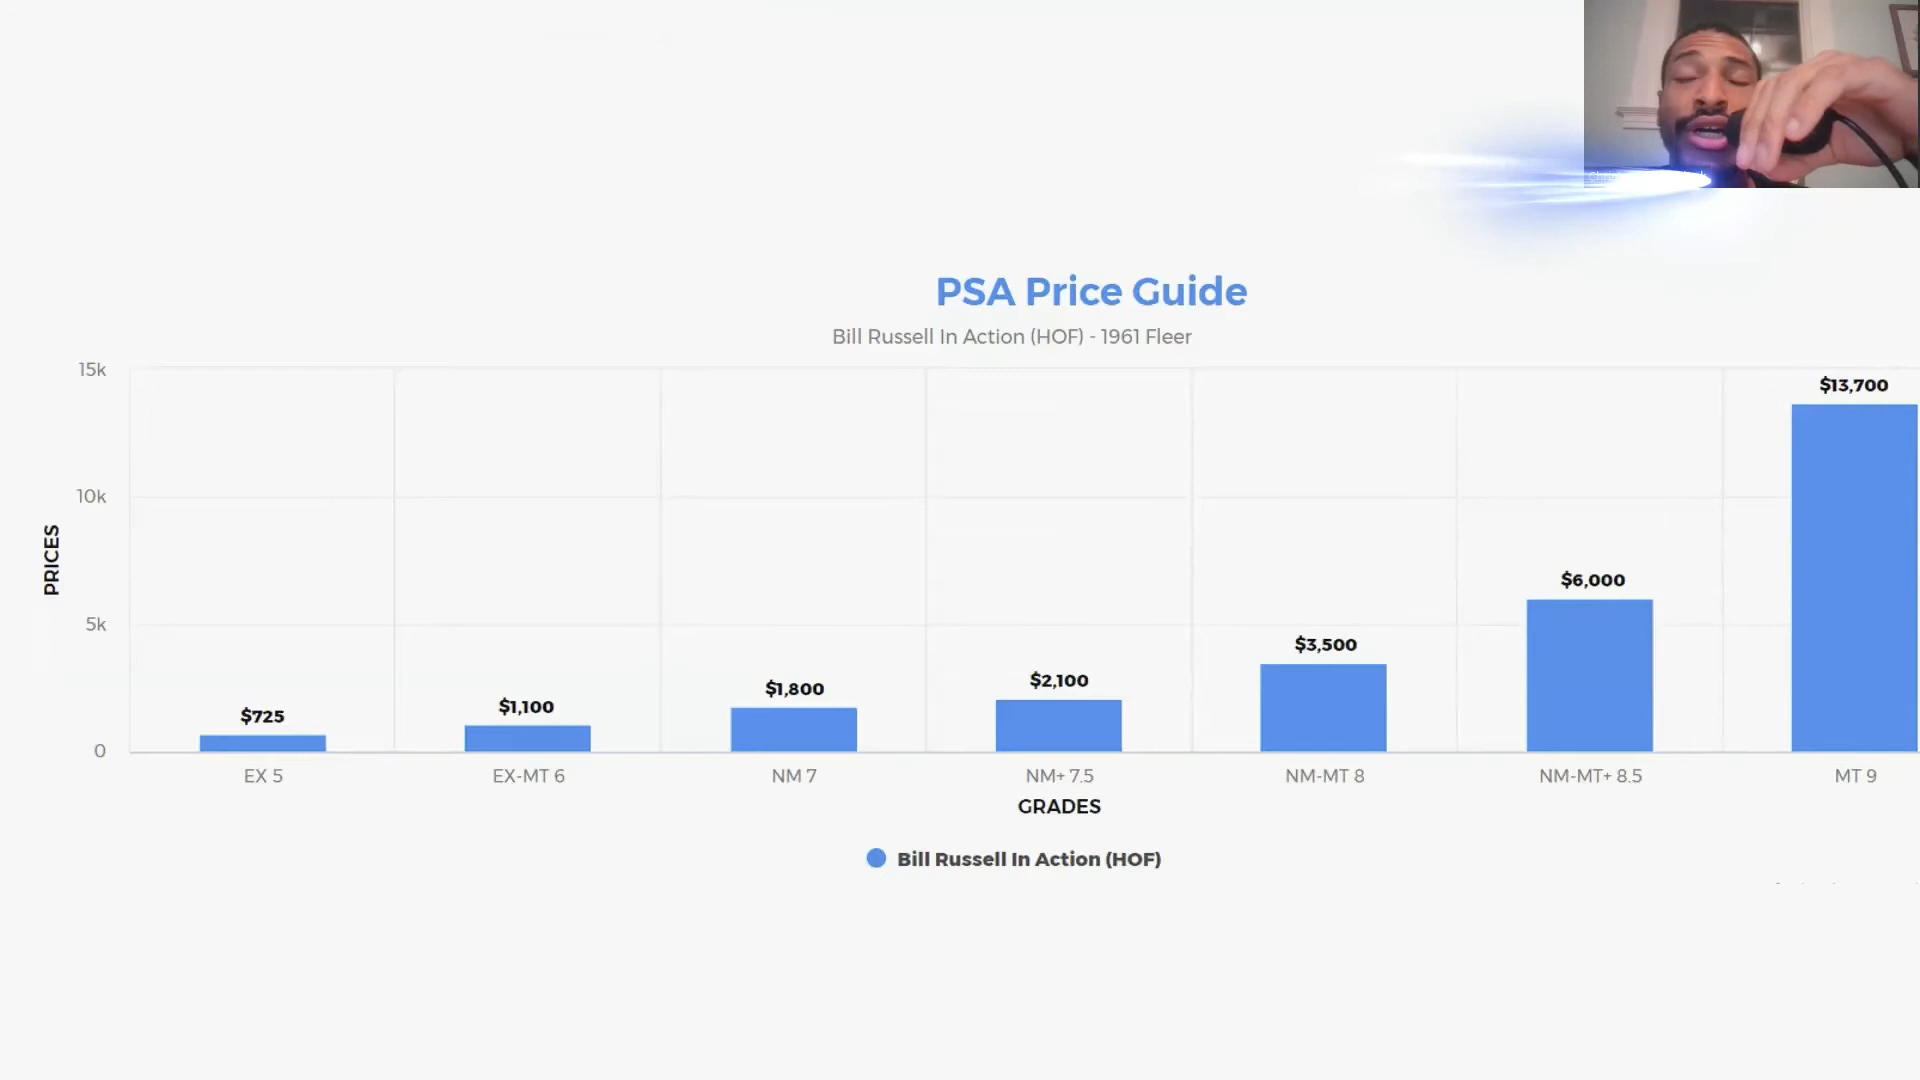 PSA Price Guide
Bill Russell In Action (HOF) - 1961 Fleer
15k
10k
5k
0
PRICES
$725
$1,100
$1,800
$2,100
$3,500
$6,000
$13,700
EX 5
EX-MT 6
NM 7
NM+ 7.5
NM-MT 8
NM-MT+ 8.5
MT 9
GRADES
Bill Russell In Action (HOF)